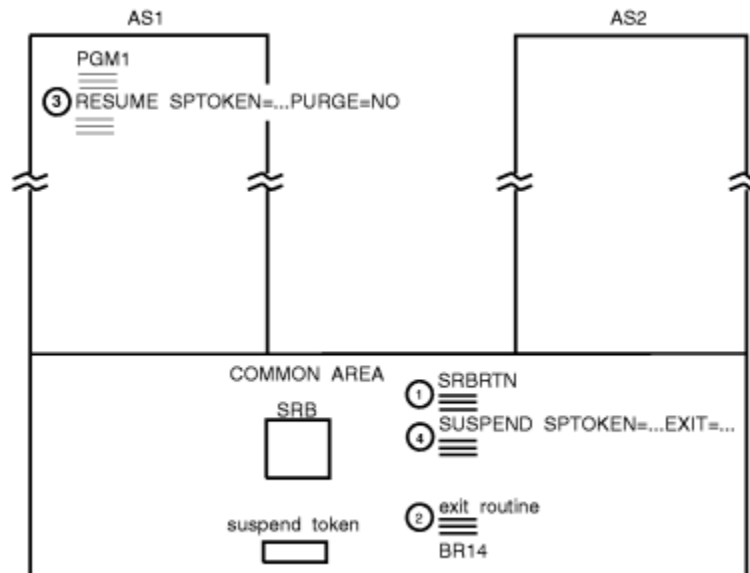 AS1
AS2
PGM1
3 RESUME SPTOKEN=...PURGE=NO
COMMON AREA
SRB
1 SRBRTN
4 SUSPEND SPTOKEN=...EXIT=...
suspend token
2 exit routine
BR14